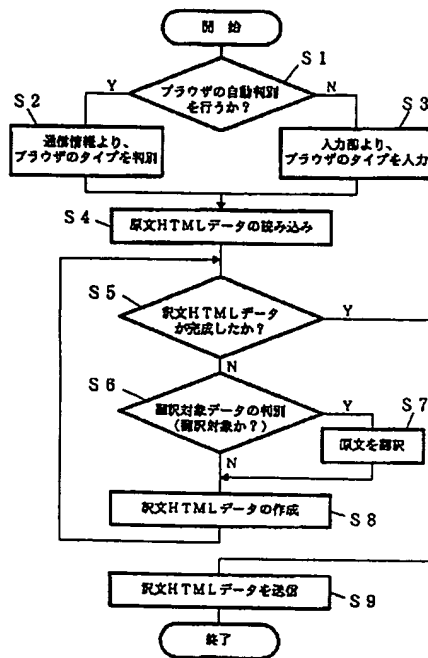 開始
S1
ブラウザの自動判別
を行うか?
Y
N
S2
通信情報より、
ブラウザのタイプを判別
S3
入力部より、
ブラウザのタイプを入力
S4
原文HTMLデータの読み込み
S5
訳文HTMLデータ
が完成したか?
Y
N
S6
翻訳対象データの判別
(翻訳対象か?)
Y
N
S7
原文を翻訳
訳文HTMLデータの作成
S8
訳文HTMLデータを送信
S9
終了